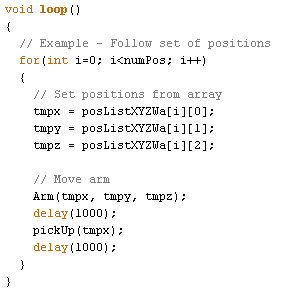 void loop()
{
  // Example - Follow set of positions
  for(int i=0; i<numPos; i++)
  {
    // Set positions from array
    tmpx = posListXYZWa[i][0];
    tmpy = posListXYZWa[i][1];
    tmpz = posListXYZWa[i][2];

    // Move arm
    Arm(tmpx, tmpy, tmpz);
    delay(1000);
    pickUp(tmpx);
    delay(1000);
  }
}